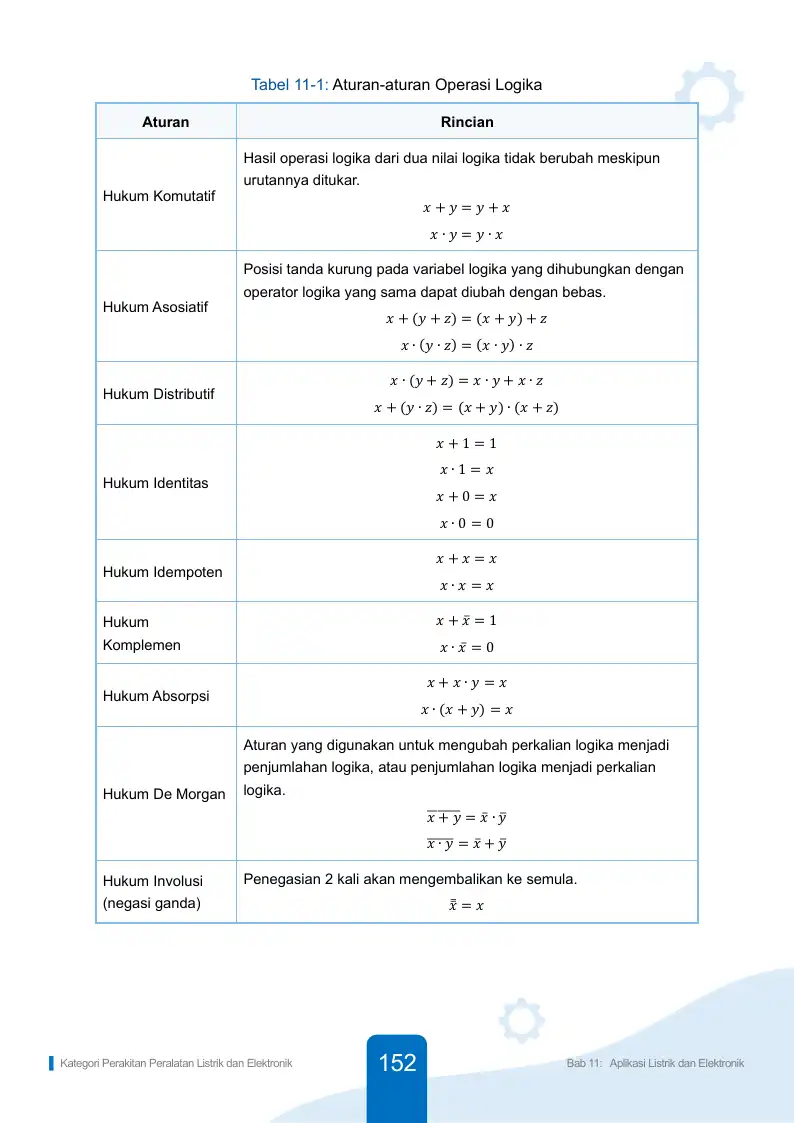 Tabel 11-1: Aturan-aturan Operasi Logika
Aturan
Rincian
Hukum Komutatif
Hasil operasi logika dari dua nilai logika tidak berubah meskipun
urutannya ditukar.
x + y = y + x
x · y = y · x
Hukum Asosiatif
Posisi tanda kurung pada variabel logika yang dihubungkan dengan
operator logika yang sama dapat diubah dengan bebas.
x + (y + z) = (x + y) + z
x · (y · z) = (x · y) · z
Hukum Distributif
x · (y + z) = x · y + x · z
x + (y · z) = (x + y) · (x + z)
Hukum Identitas
x + 1 = 1
x · 1 = x
x + 0 = x
x · 0 = 0
Hukum Idempoten
x + x = x
x · x = x
Hukum
Komplemen
x + x̄ = 1
x · x̄ = 0
Hukum Absorpsi
x + x · y = x
x · (x + y) = x
Hukum De Morgan
Aturan yang digunakan untuk mengubah perkalian logika menjadi
penjumlahan logika, atau penjumlahan logika menjadi perkalian
logika.
x̅ ̅+̅ ̅y̅ = x̄ · ȳ
x̅ ̅·̅ ̅y̅ = x̄ + ȳ
Hukum Involusi
(negasi ganda)
Penegasian 2 kali akan mengembalikan ke semula.
x̄̄ = x
Kategori Perakitan Peralatan Listrik dan Elektronik
152
Bab 11: Aplikasi Listrik dan Elektronik